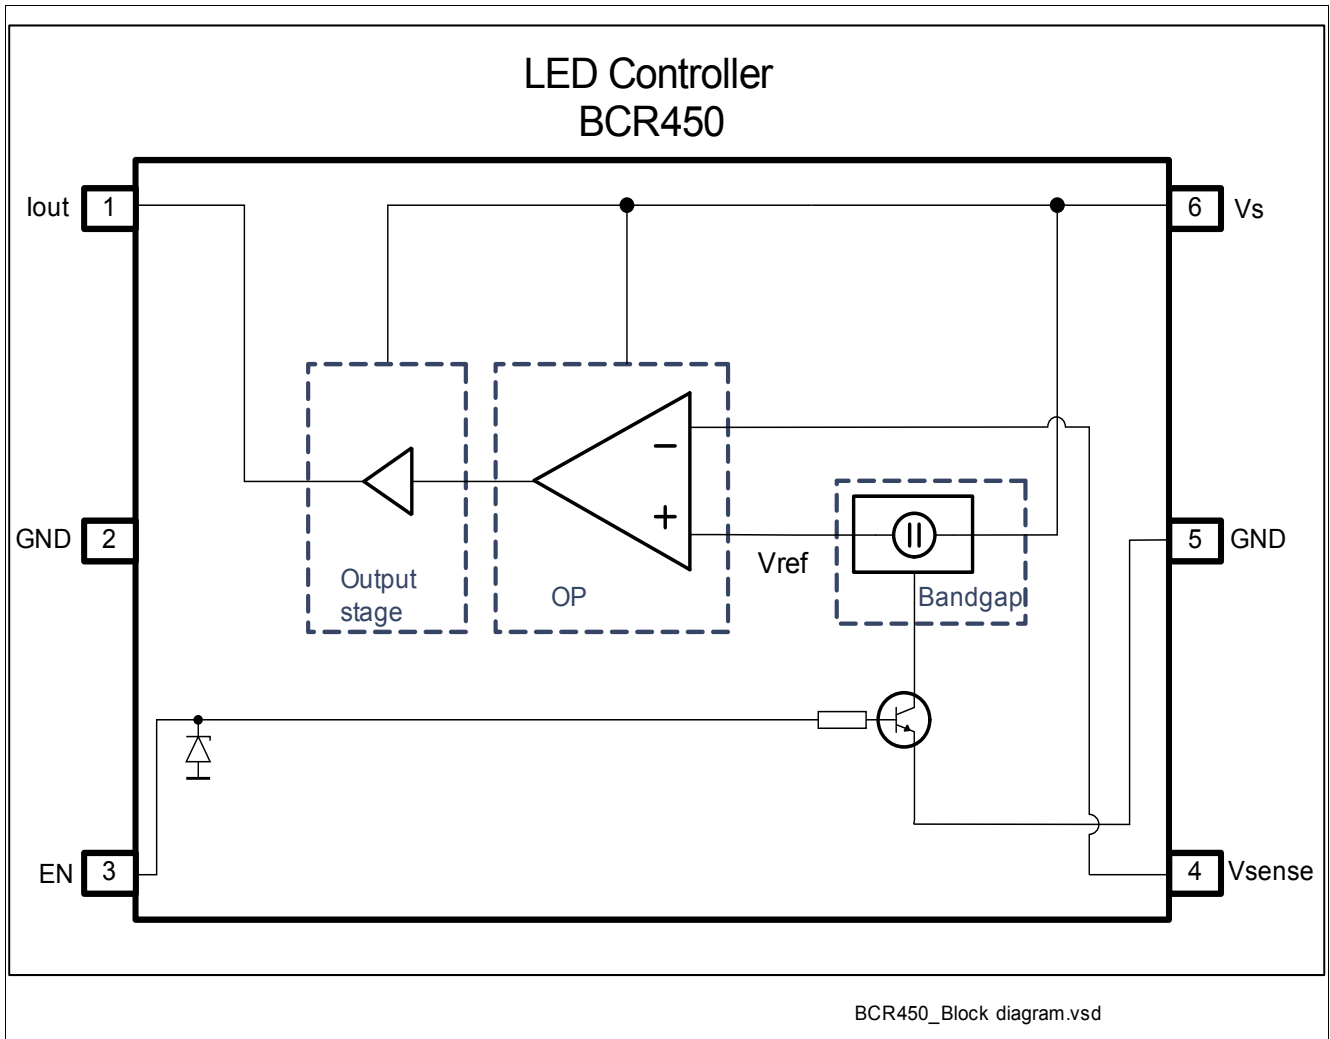 LED Controller
BCR450
Iout 1
6 Vs
−
+
GND 2
5 GND
Vref
Output
stage
OP
Bandgap
EN 3
4 Vsense
BCR450_Block diagram.vsd